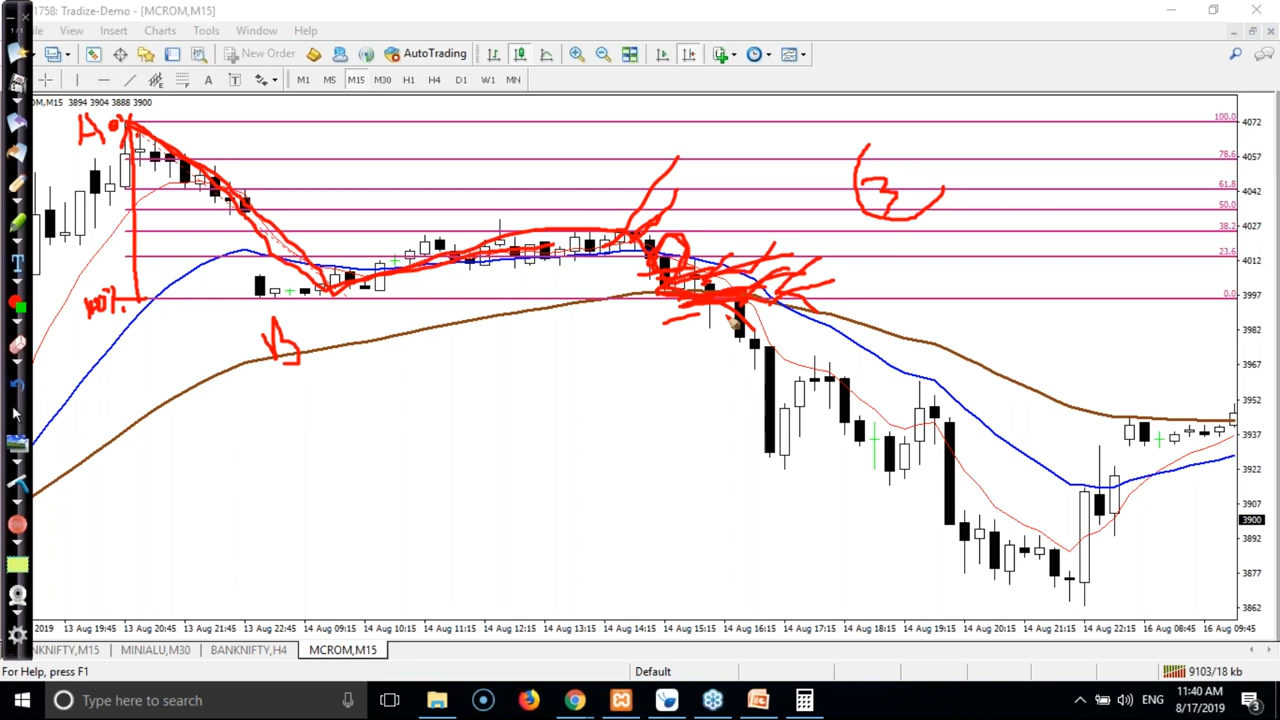 1758: Tradize-Demo - [MCROM,M15]
View Insert Charts Tools Window Help
New Order AutoTrading
M1 M5 M15 M30 H1 H4 D1 W1 MN
OM,M15 3894 3904 3888 3900
100.0 4072
78.6 4057
61.8 4042
50.0
38.2 4027
23.6 4012
0.0 3997
3982
3967
3952
3937
3922
3907
3900
3892
3877
3862
A 0%
100%
B
3
2019 13 Aug 19:45 13 Aug 20:45 13 Aug 21:45 13 Aug 22:45 14 Aug 09:15 14 Aug 10:15 14 Aug 11:15 14 Aug 12:15 14 Aug 13:15 14 Aug 14:15 14 Aug 15:15 14 Aug 16:15 14 Aug 17:15 14 Aug 18:15 14 Aug 19:15 14 Aug 20:15 14 Aug 21:15 14 Aug 22:15 16 Aug 08:45 16 Aug 09:45
NKNIFTY,M15 MINIALU,M30 BANKNIFTY,H4 MCROM,M15
For Help, press F1 Default 9103/18 kb
Type here to search
ENG 11:40 AM
8/17/2019
3